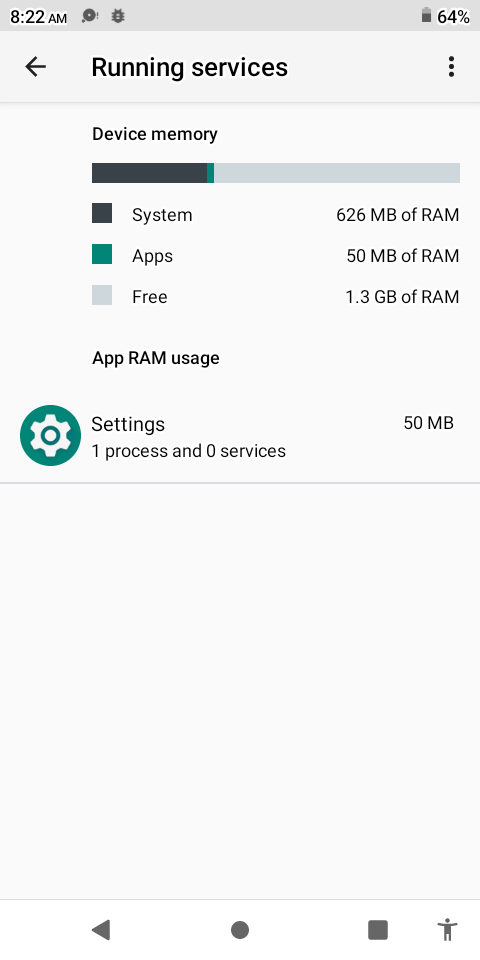 8:22 AM 64%
Running services
Device memory
System 626 MB of RAM
Apps 50 MB of RAM
Free 1.3 GB of RAM
App RAM usage
Settings 50 MB
1 process and 0 services